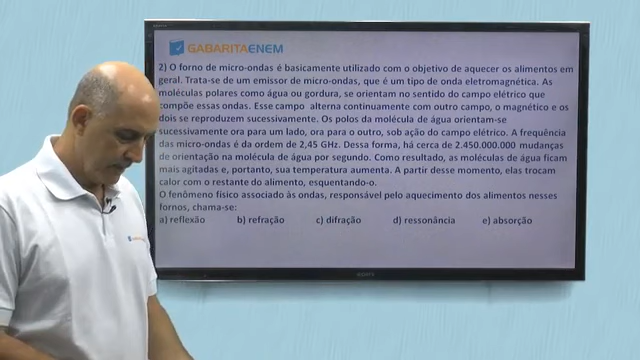 GABARITAENEM
2) O forno de micro-ondas é basicamente utilizado com o objetivo de aquecer os alimentos em
geral. Trata-se de um emissor de micro-ondas, que é um tipo de onda eletromagnética. As
moléculas polares como água ou gordura, se orientam no sentido do campo elétrico que
compõe essas ondas. Esse campo alterna continuamente com outro campo, o magnético e os
dois se reproduzem sucessivamente. Os polos da molécula de água orientam-se
sucessivamente ora para um lado, ora para o outro, sob ação do campo elétrico. A frequência
das micro-ondas é da ordem de 2,45 GHz. Dessa forma, há cerca de 2.450.000.000 mudanças
de orientação na molécula de água por segundo. Como resultado, as moléculas de água ficam
mais agitadas e, portanto, sua temperatura aumenta. A partir desse momento, elas trocam
calor com o restante do alimento, esquentando-o.
O fenômeno físico associado às ondas, responsável pelo aquecimento dos alimentos nesses
fornos, chama-se:
a) reflexão b) refração c) difração d) ressonância e) absorção
SONY